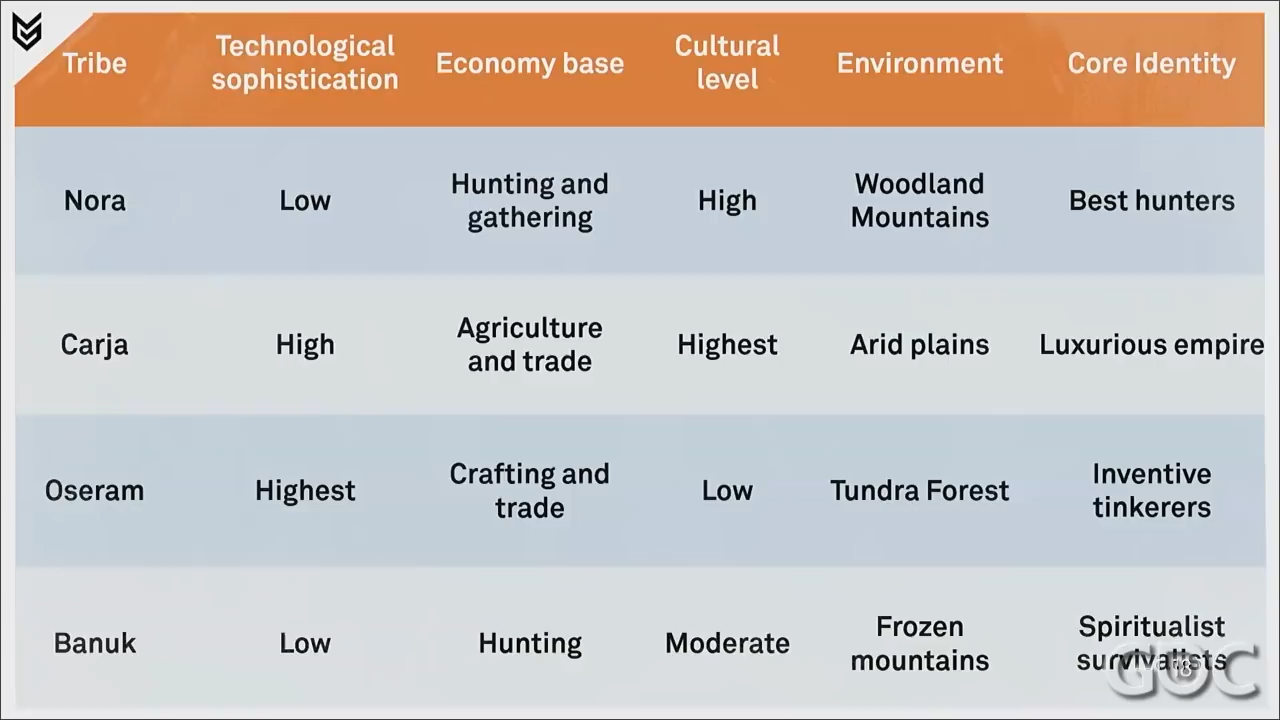 Tribe
Technological
sophistication
Economy base
Cultural
level
Environment
Core Identity
Nora
Low
Hunting and
gathering
High
Woodland
Mountains
Best hunters
Carja
High
Agriculture
and trade
Highest
Arid plains
Luxurious empire
Oseram
Highest
Crafting and
trade
Low
Tundra Forest
Inventive
tinkerers
Banuk
Low
Hunting
Moderate
Frozen
mountains
Spiritualist
survivalists
18
GDC